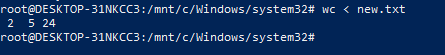 root@DESKTOP-31NKCC3:/mnt/c/Windows/system32# wc < new.txt
 2  5 24
root@DESKTOP-31NKCC3:/mnt/c/Windows/system32#